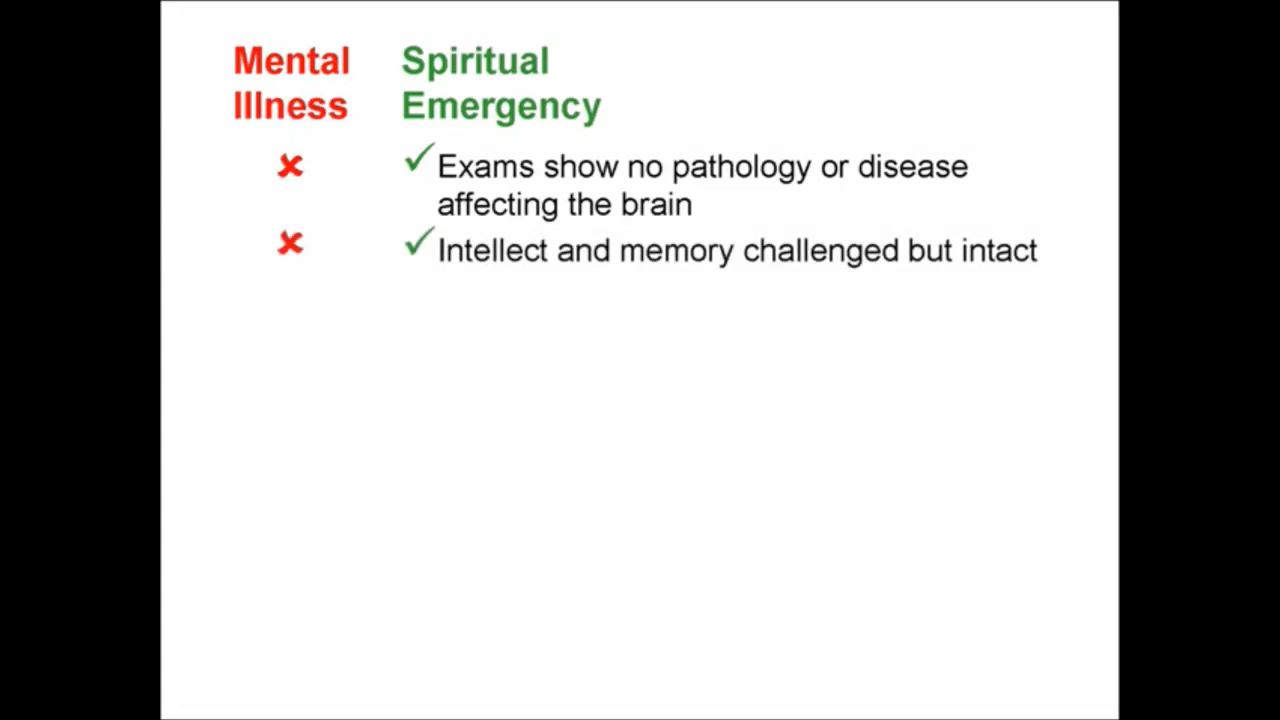 Mental Spiritual
Illness Emergency
✘ ✓ Exams show no pathology or disease
affecting the brain
✘ ✓ Intellect and memory challenged but intact